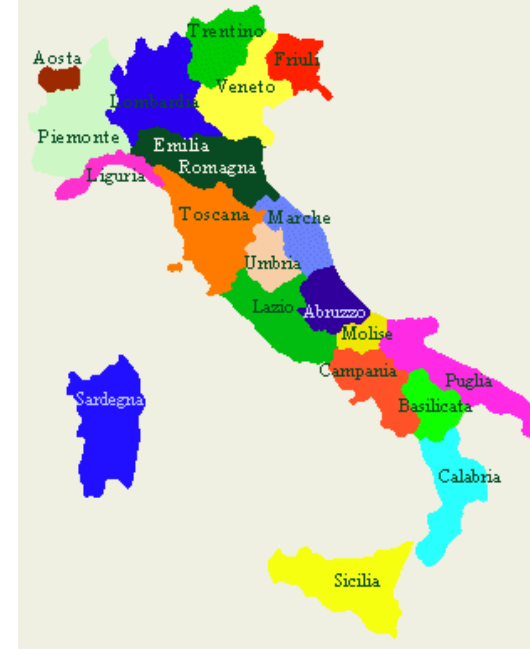 Trentino
Aosta
Friuli
Veneto
Lombardia
Piemonte
Emilia
Romagna
Liguria
Toscana
Marche
Umbria
Lazio
Abruzzo
Molise
Campania
Puglia
Sardegna
Basilicata
Calabria
Sicilia